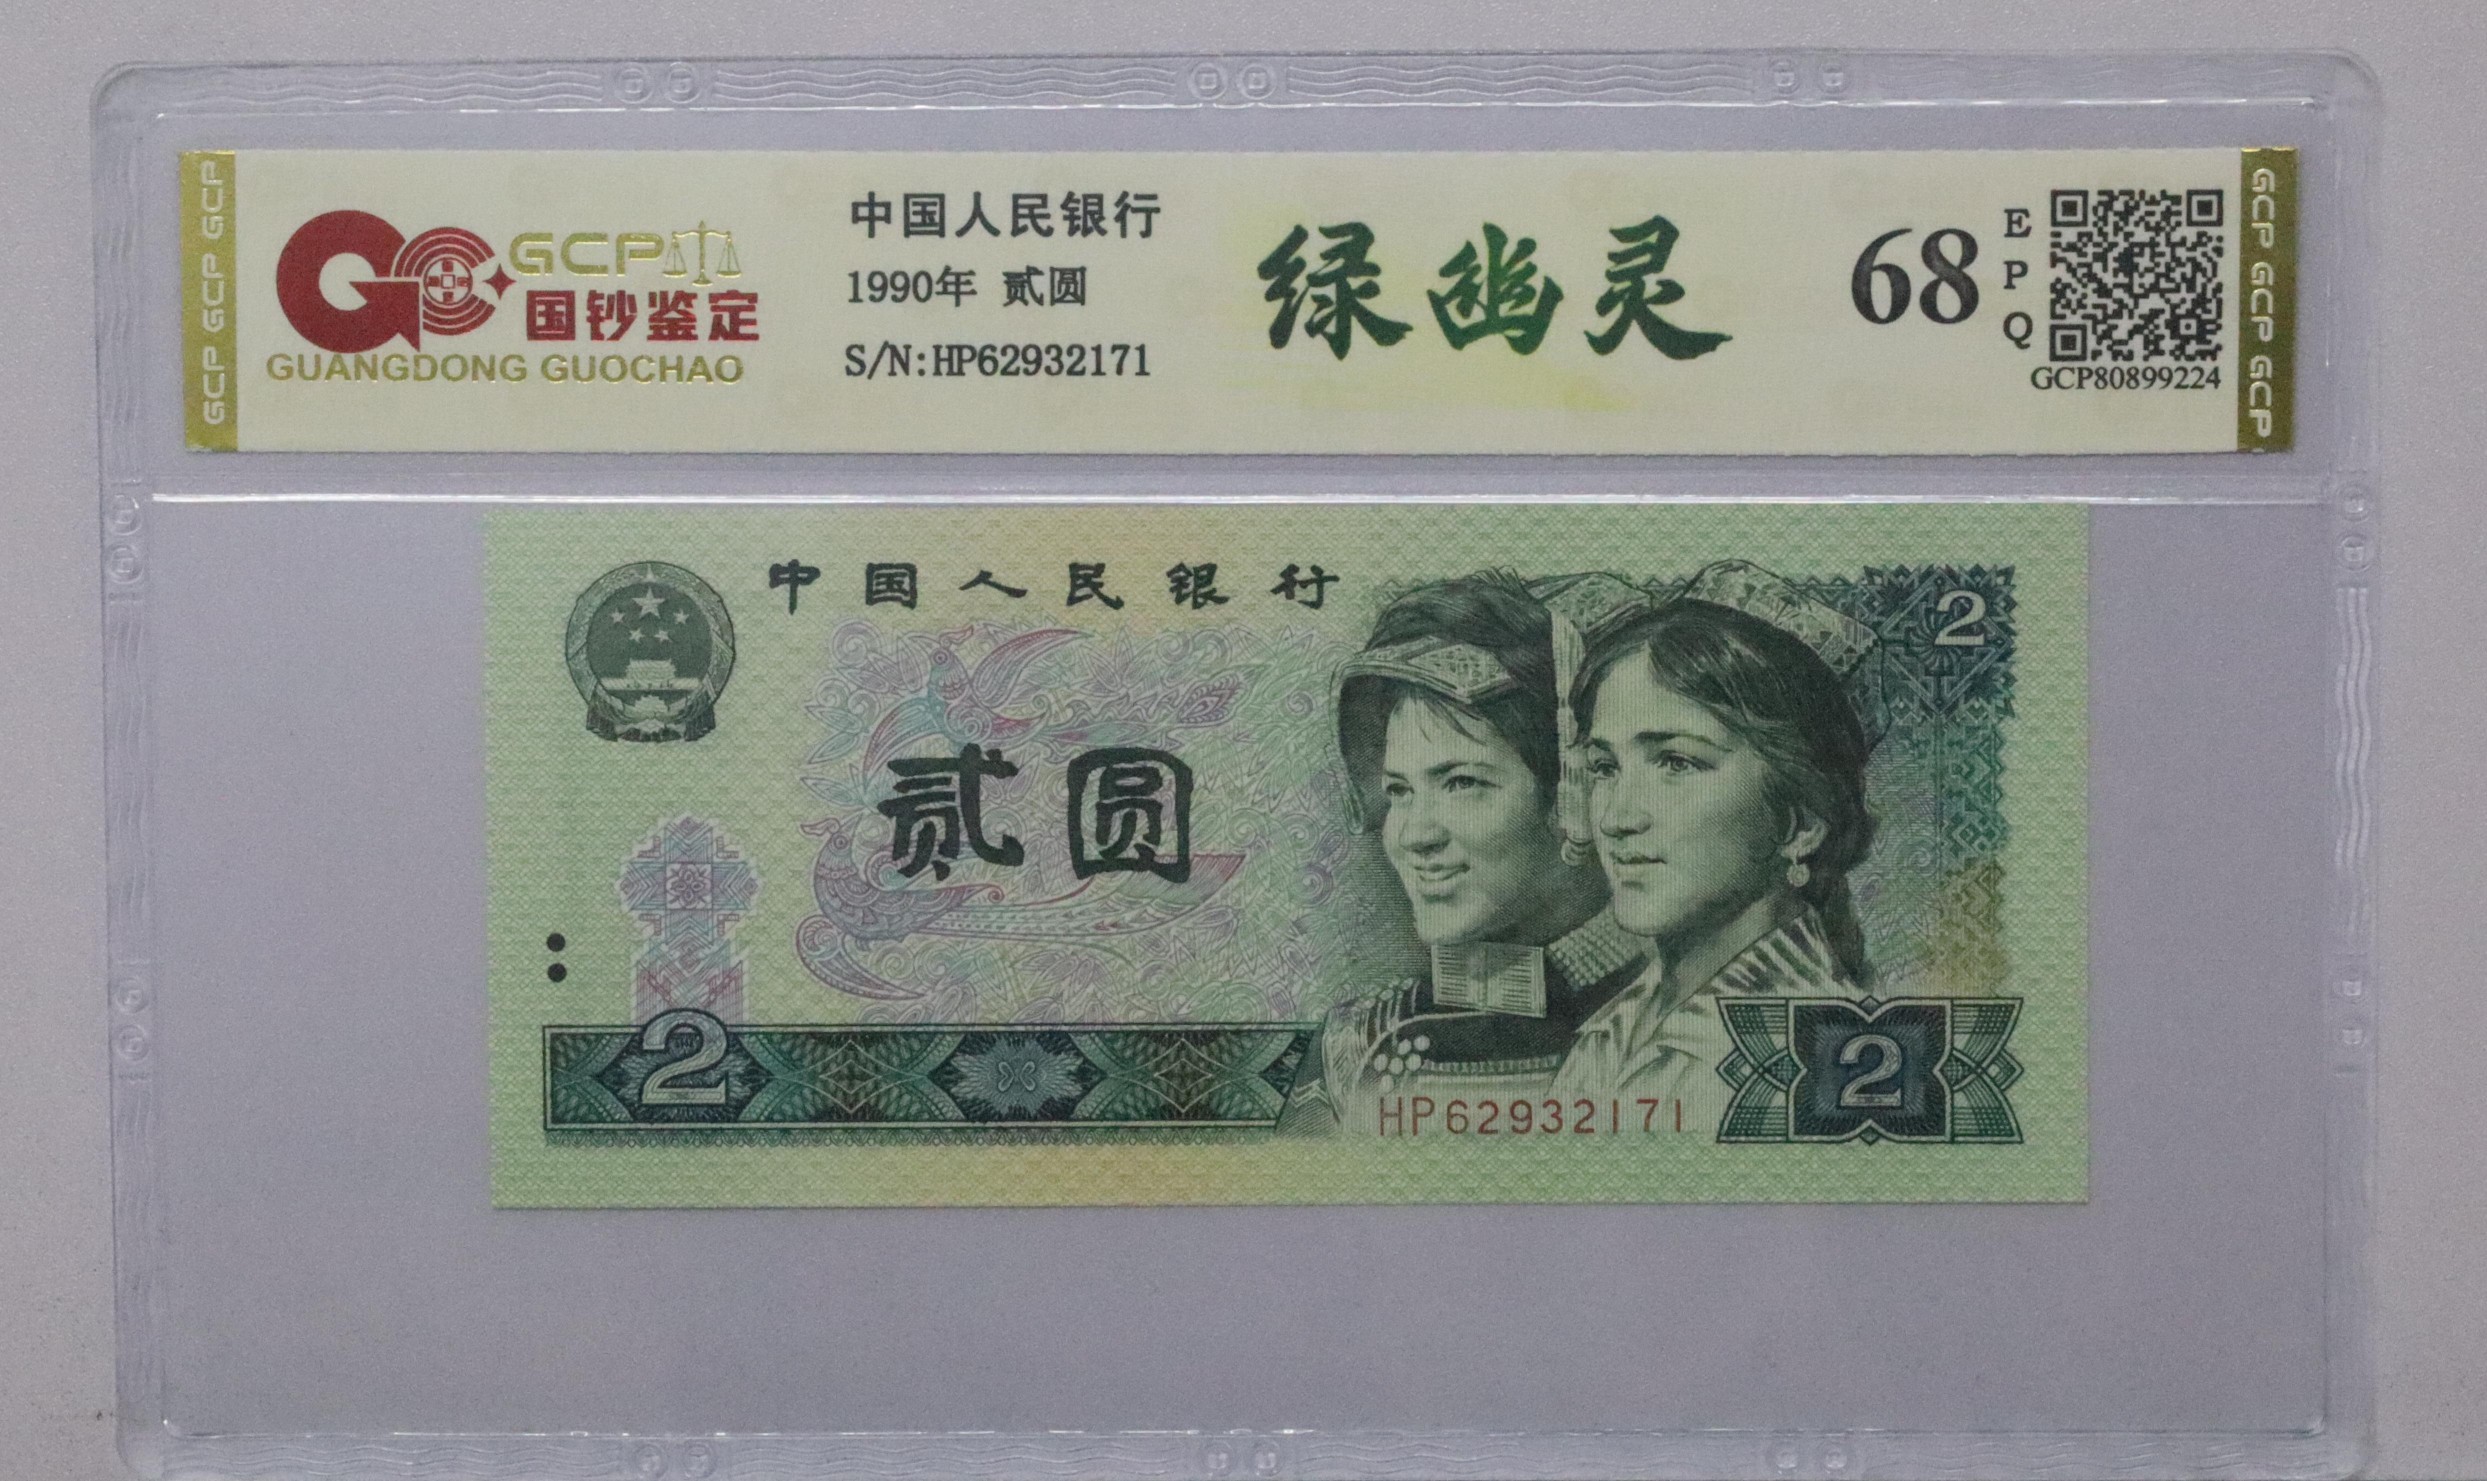 GCP GCP GCP
GCP
国钞鉴定
GUANGDONG GUOCHAO
中国人民银行
1990年 贰圆
S/N:HP62932171
绿幽灵
68
EPQ
GCP80899224
GCP GCP GCP
中国人民银行
2
贰圆
2
2
HP62932171